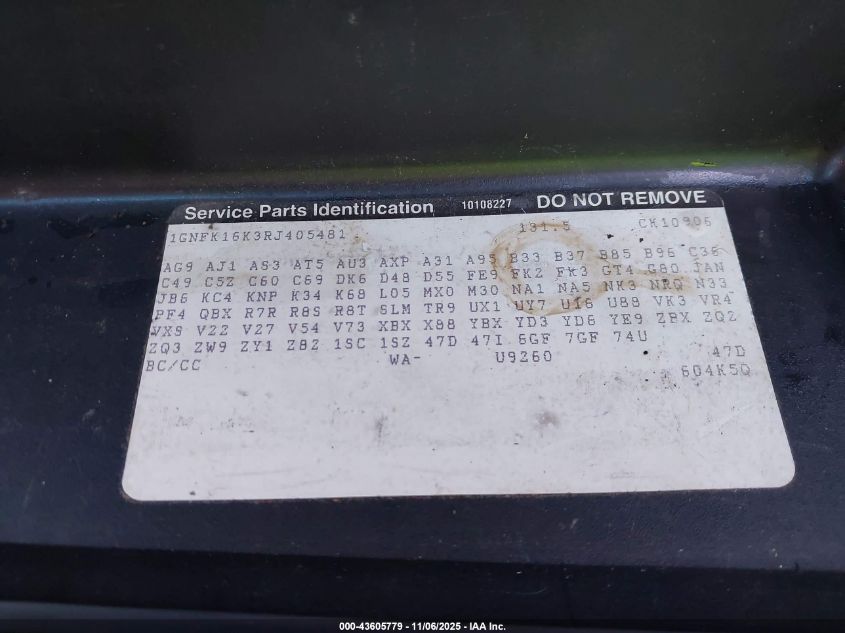 Service Parts Identification 10108227 DO NOT REMOVE
1GNFK16K3RJ405481 131.5 CK10906
AG9 AJ1 AS3 AT5 AU3 AXP A31 A95 B33 B37 B85 B96 C36
C49 C5Z C60 C69 DK6 D48 D55 FE9 FK2 FK3 GT4 G80 JAN
JB6 KC4 KNP K34 K68 L05 MX0 M30 NA1 NA5 NK3 NRQ N33
PF4 QBX R7R R8S R8T SLM TR9 UX1 UY7 U16 U88 VK3 VR4
VXS V2Z V27 V54 V73 XBX X88 YBX YD3 YD6 YE9 ZPX ZQ2
ZQ3 ZW9 ZY1 Z8Z 1SC 1SZ 47D 47I 6GF 7GF 74U
BC/CC WA- U9260 47D
604K5Q
000-43605779 - 11/06/2025 - IAA Inc.